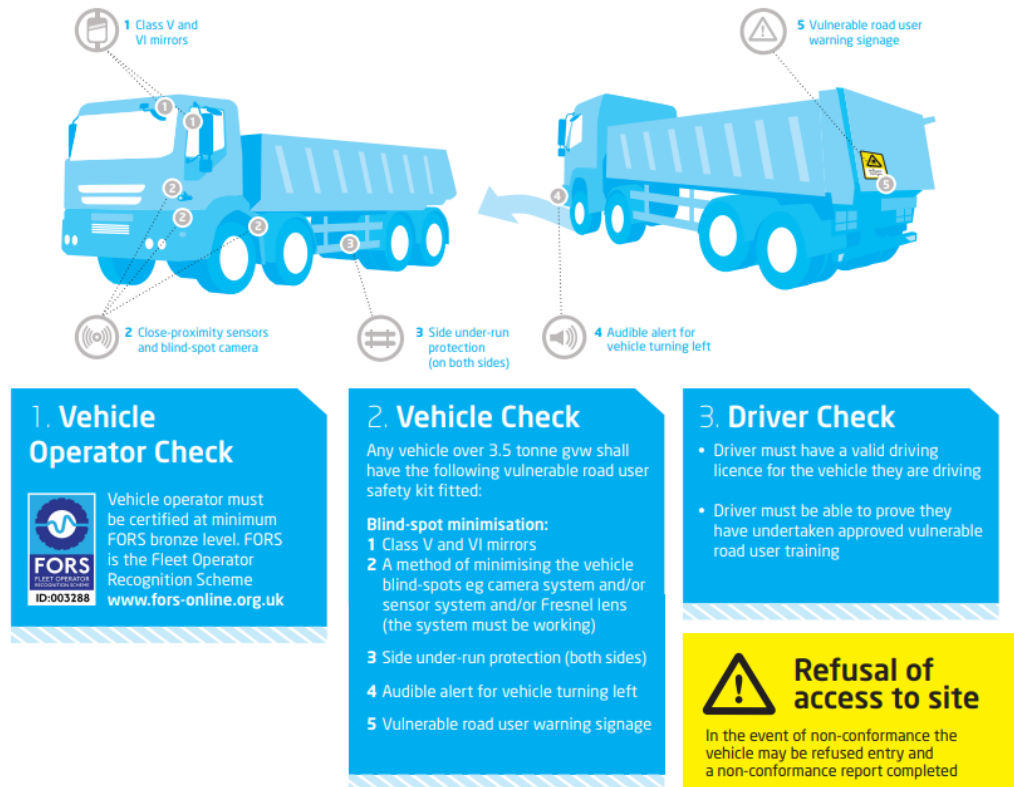 1 Class V and
VI mirrors
5 Vulnerable road user
warning signage
1
1
2
2
2
3
4
5
2 Close-proximity sensors
and blind-spot camera
3 Side under-run
protection
(on both sides)
4 Audible alert for
vehicle turning left
1. Vehicle
Operator Check
FORS
FLEET OPERATOR
RECOGNITION SCHEME
ID:003288
Vehicle operator must
be certified at minimum
FORS bronze level. FORS
is the Fleet Operator
Recognition Scheme
www.fors-online.org.uk
2. Vehicle Check
Any vehicle over 3.5 tonne gvw shall
have the following vulnerable road user
safety kit fitted:
Blind-spot minimisation:
1 Class V and VI mirrors
2 A method of minimising the vehicle
blind-spots eg camera system and/or
sensor system and/or Fresnel lens
(the system must be working)
3 Side under-run protection (both sides)
4 Audible alert for vehicle turning left
5 Vulnerable road user warning signage
3. Driver Check
• Driver must have a valid driving
licence for the vehicle they are driving
• Driver must be able to prove they
have undertaken approved vulnerable
road user training
Refusal of
access to site
In the event of non-conformance the
vehicle may be refused entry and
a non-conformance report completed